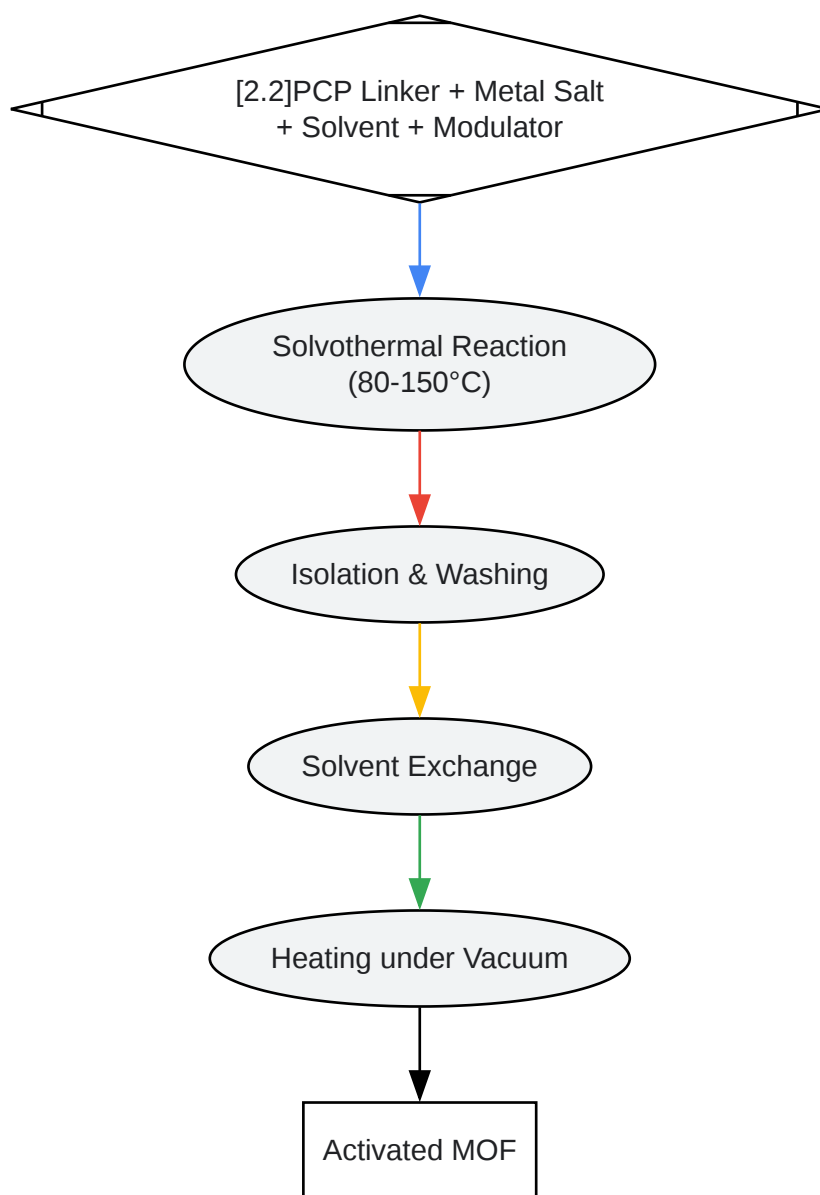 [2.2]PCP Linker + Metal Salt
+ Solvent + Modulator
Solvothermal Reaction
(80-150°C)
Isolation & Washing
Solvent Exchange
Heating under Vacuum
Activated MOF